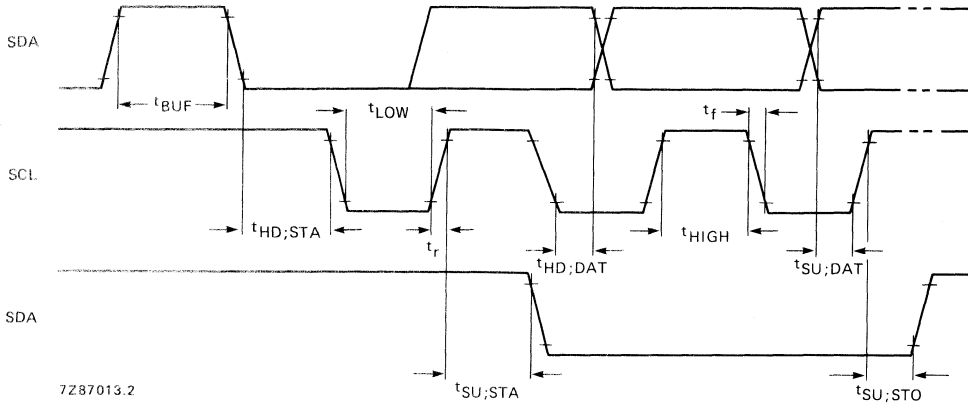 SDA
tBUF
tLOW
tf
SCL
tHD;STA
tr
tHD;DAT
tHIGH
tSU;DAT
SDA
tSU;STA
tSU;STO
7Z87013.2